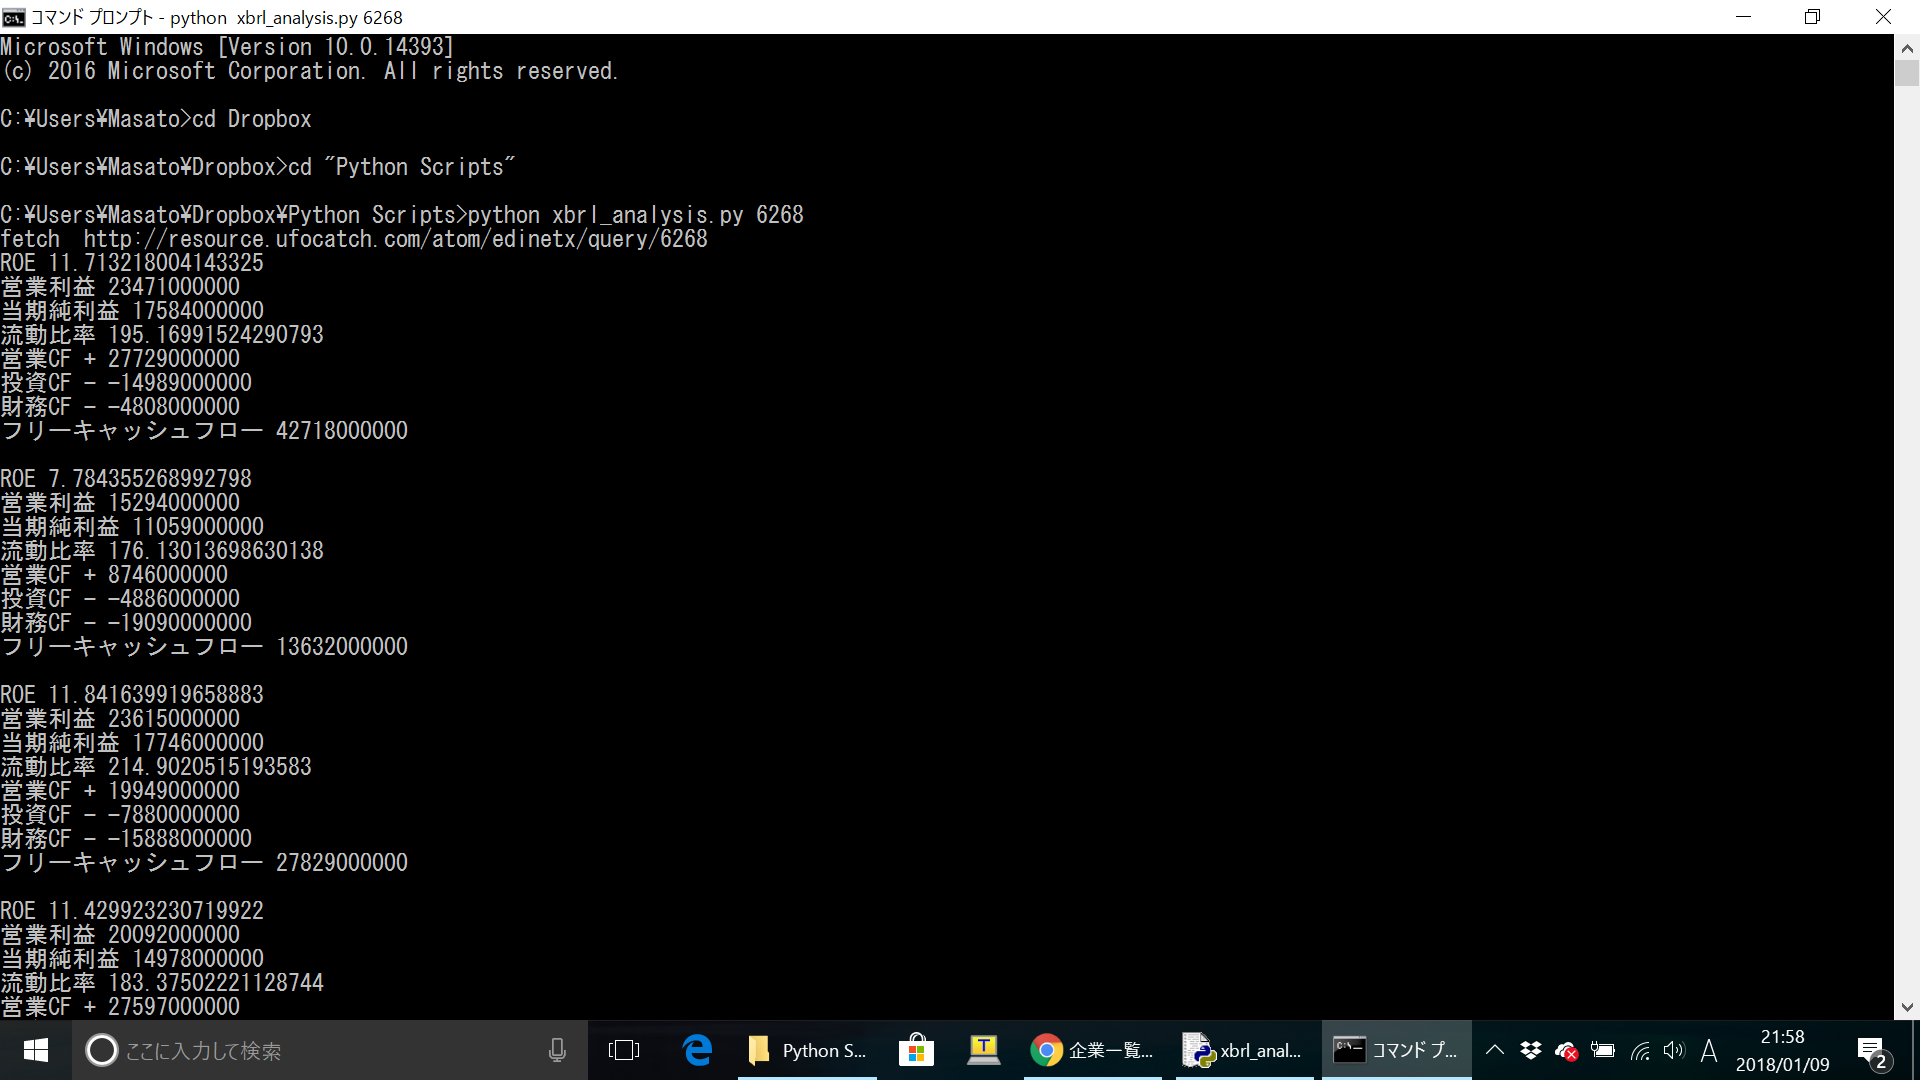 コマンド プロンプト - python  xbrl_analysis.py 6268
Microsoft Windows [Version 10.0.14393]
(c) 2016 Microsoft Corporation. All rights reserved.
C:¥Users¥Masato>cd Dropbox
C:¥Users¥Masato¥Dropbox>cd "Python Scripts"
C:¥Users¥Masato¥Dropbox¥Python Scripts>python xbrl_analysis.py 6268
fetch  http://resource.ufocatch.com/atom/edinetx/query/6268
ROE 11.713218004143325
営業利益 23471000000
当期純利益 17584000000
流動比率 195.16991524290793
営業CF + 27729000000
投資CF - -14989000000
財務CF - -4808000000
フリーキャッシュフロー 42718000000
ROE 7.784355268992798
営業利益 15294000000
当期純利益 11059000000
流動比率 176.13013698630138
営業CF + 8746000000
投資CF - -4886000000
財務CF - -19090000000
フリーキャッシュフロー 13632000000
ROE 11.841639919658883
営業利益 23615000000
当期純利益 17746000000
流動比率 214.9020515193583
営業CF + 19949000000
投資CF - -7880000000
財務CF - -15888000000
フリーキャッシュフロー 27829000000
ROE 11.429923230719922
営業利益 20092000000
当期純利益 14978000000
流動比率 183.37502221128744
営業CF + 27597000000
ここに入力して検索
Python S...
企業一覧...
xbrl_anal...
コマンド プ...
A
21:58
2018/01/09
2